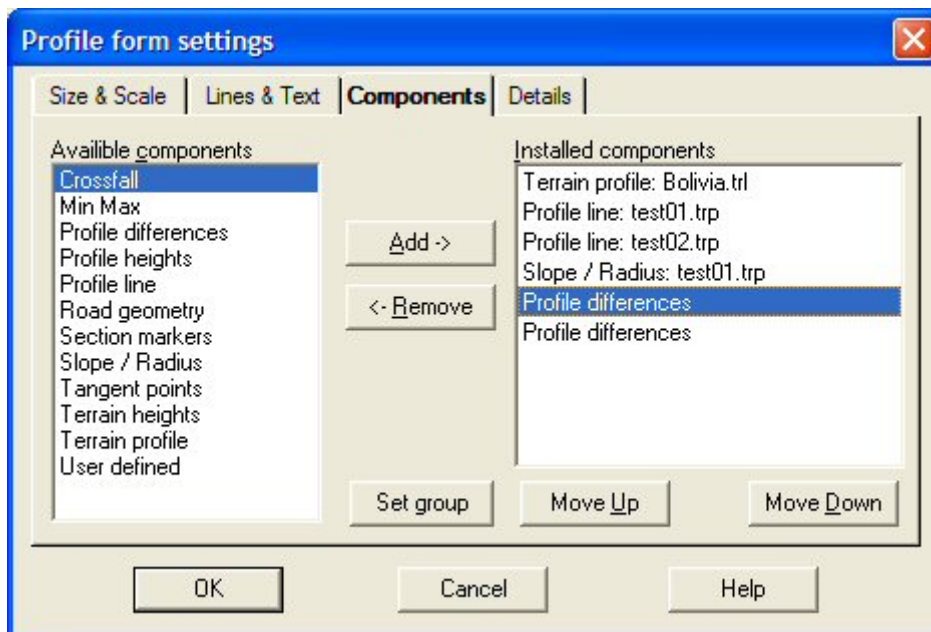 Profile form settings
Size & Scale Lines & Text Components Details
Availible components
Crossfall
Min Max
Profile differences
Profile heights
Profile line
Road geometry
Section markers
Slope / Radius
Tangent points
Terrain heights
Terrain profile
User defined
Add ->
<- Remove
Set group
Installed components
Terrain profile: Bolivia.trl
Profile line: test01.trp
Profile line: test02.trp
Slope / Radius: test01.trp
Profile differences
Profile differences
Move Up Move Down
OK Cancel Help